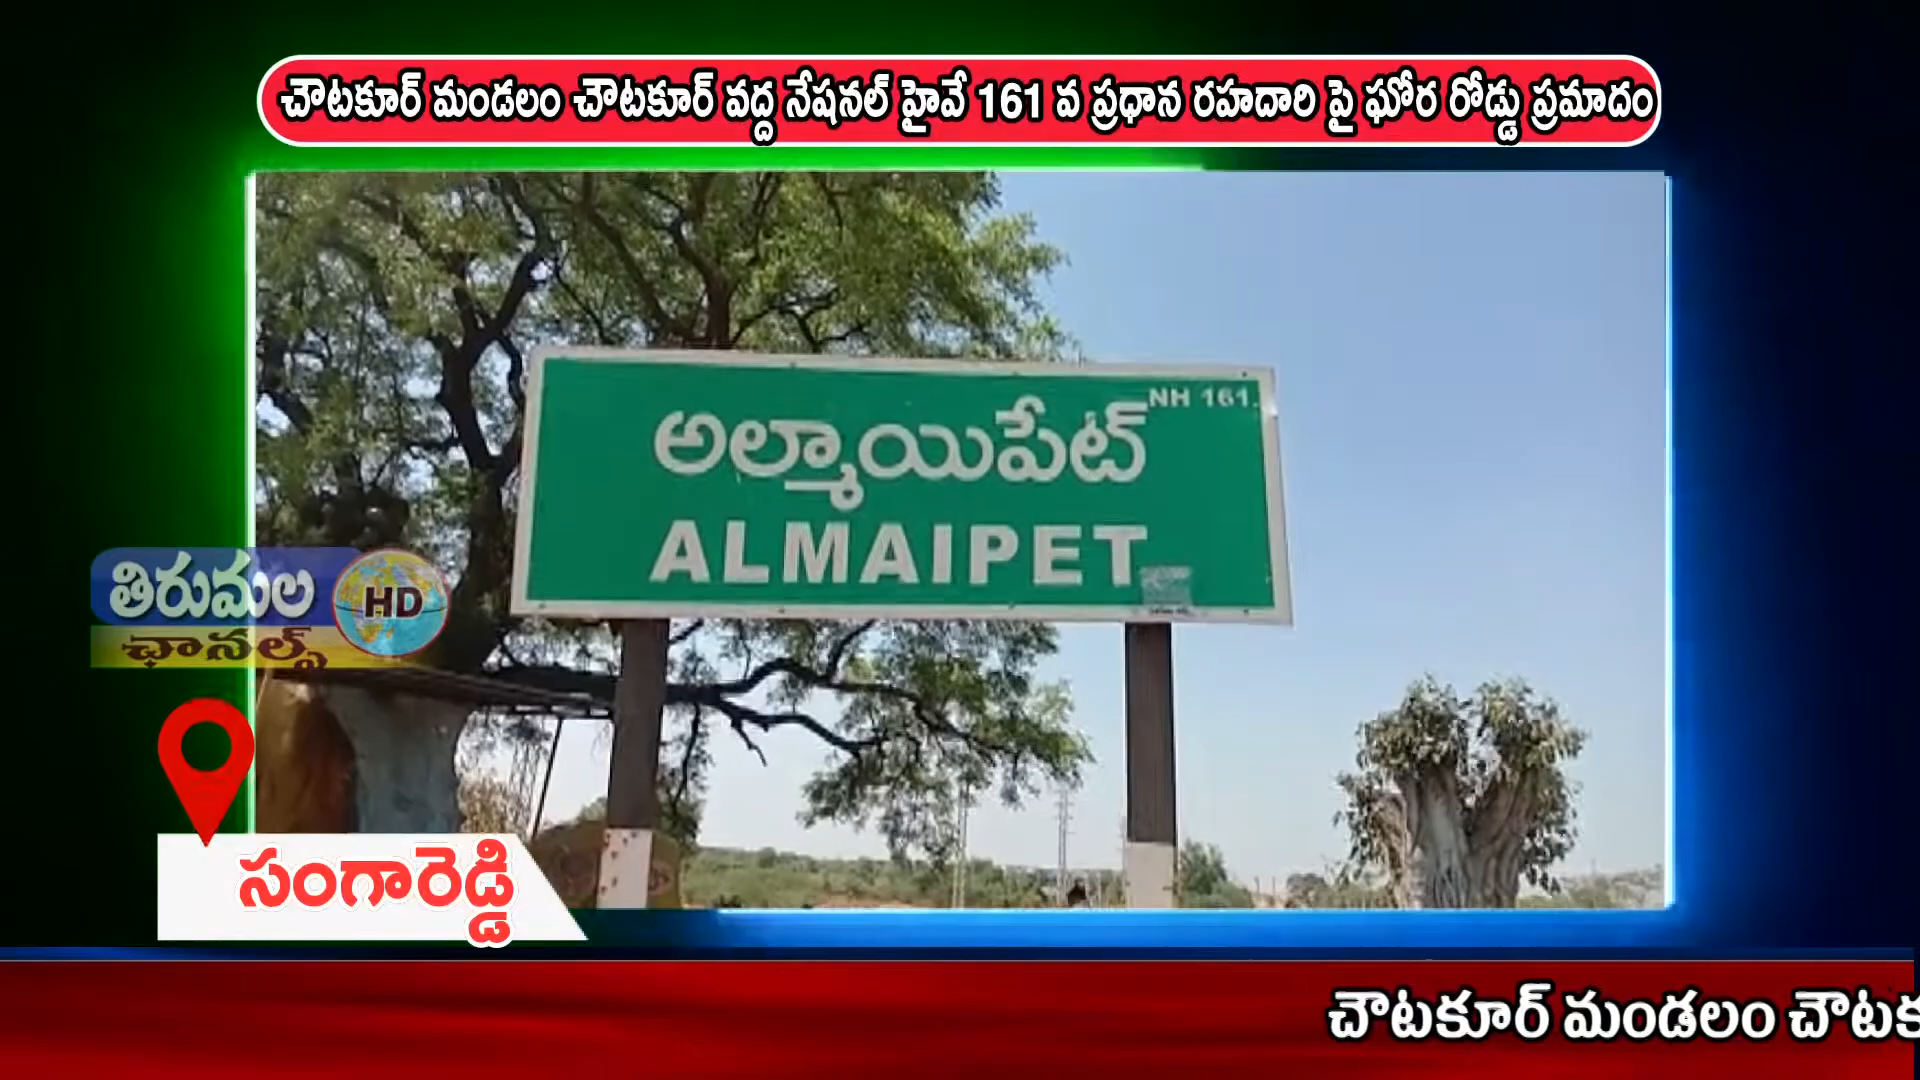 చౌటకూర్ మండలం చౌటకూర్ వద్ద నేషనల్ హైవే 161 వ ప్రధాన రహదారి పై ఘోర రోడ్డు ప్రమాదం
NH 161
అల్మాయిపేట్
ALMAIPET
తిరుమల
HD
ఛానల్స్
సంగారెడ్డి
చౌటకూర్ మండలం చౌటక